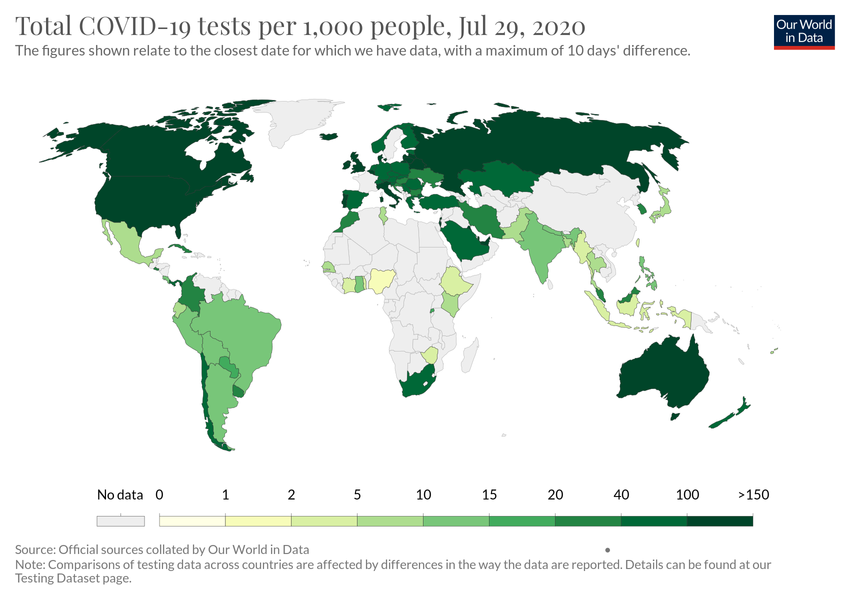 Total COVID-19 tests per 1,000 people, Jul 29, 2020
The figures shown relate to the closest date for which we have data, with a maximum of 10 days' difference.
Our World
in Data
No data 0 1 2 5 10 15 20 40 100 >150
Source: Official sources collated by Our World in Data
Note: Comparisons of testing data across countries are affected by differences in the way the data are reported. Details can be found at our
Testing Dataset page.